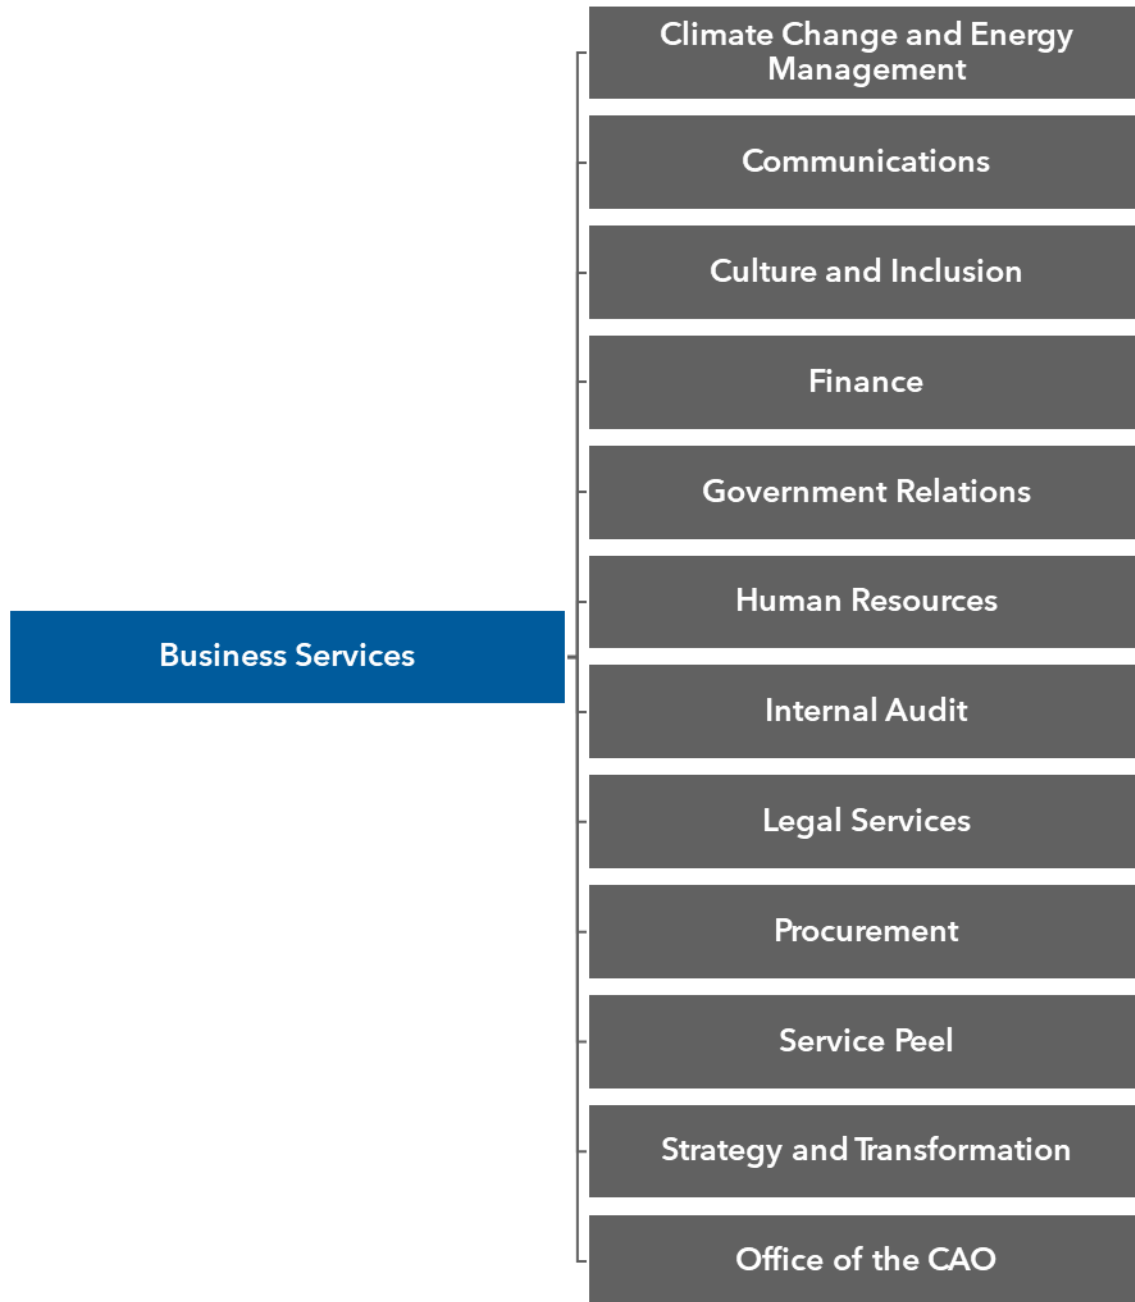 Climate Change and Energy
Management
Communications
Culture and Inclusion
Finance
Government Relations
Human Resources
Business Services
Internal Audit
Legal Services
Procurement
Service Peel
Strategy and Transformation
Office of the CAO